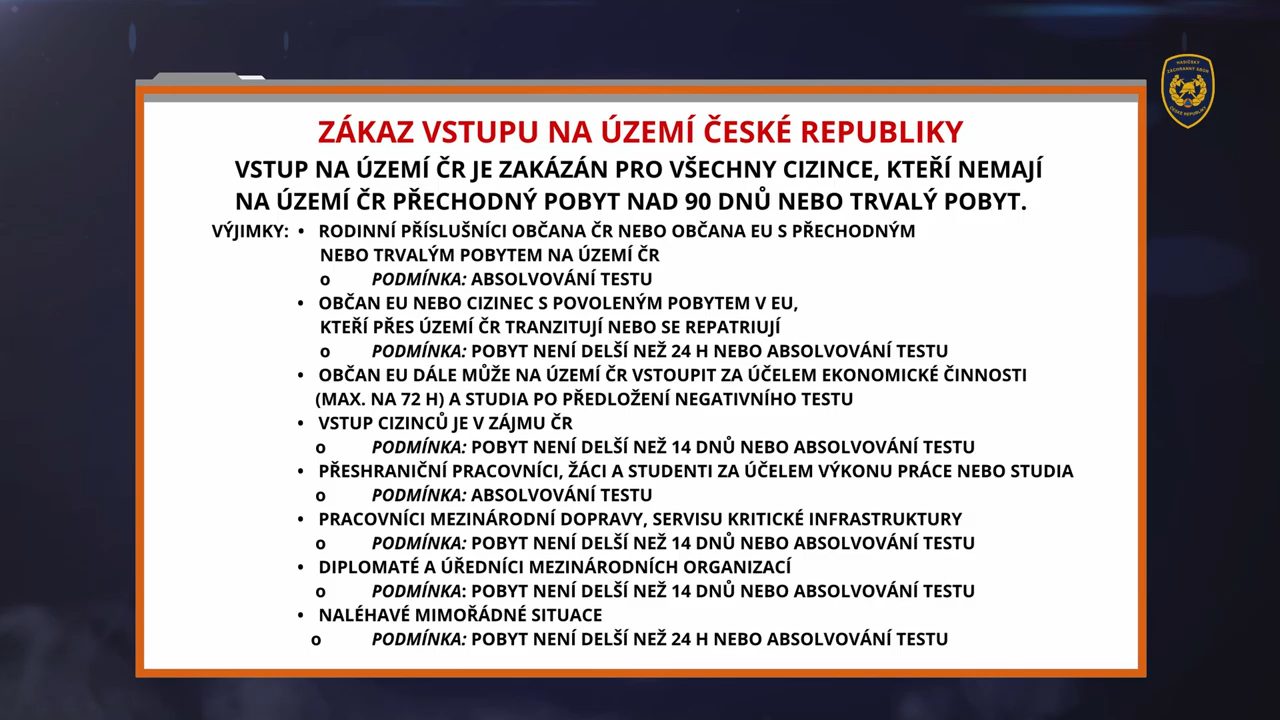 HASIČSKÝ
ZÁCHRANNÝ SBOR
ČESKÉ REPUBLIKY
ZÁKAZ VSTUPU NA ÚZEMÍ ČESKÉ REPUBLIKY
VSTUP NA ÚZEMÍ ČR JE ZAKÁZÁN PRO VŠECHNY CIZINCE, KTEŘÍ NEMAJÍ
NA ÚZEMÍ ČR PŘECHODNÝ POBYT NAD 90 DNŮ NEBO TRVALÝ POBYT.
VÝJIMKY: • RODINNÍ PŘÍSLUŠNÍCI OBČANA ČR NEBO OBČANA EU S PŘECHODNÝM
NEBO TRVALÝM POBYTEM NA ÚZEMÍ ČR
o PODMÍNKA: ABSOLVOVÁNÍ TESTU
• OBČAN EU NEBO CIZINEC S POVOLENÝM POBYTEM V EU,
KTEŘÍ PŘES ÚZEMÍ ČR TRANZITUJÍ NEBO SE REPATRIUJÍ
o PODMÍNKA: POBYT NENÍ DELŠÍ NEŽ 24 H NEBO ABSOLVOVÁNÍ TESTU
• OBČAN EU DÁLE MŮŽE NA ÚZEMÍ ČR VSTOUPIT ZA ÚČELEM EKONOMICKÉ ČINNOSTI
(MAX. NA 72 H) A STUDIA PO PŘEDLOŽENÍ NEGATIVNÍHO TESTU
• VSTUP CIZINCŮ JE V ZÁJMU ČR
o PODMÍNKA: POBYT NENÍ DELŠÍ NEŽ 14 DNŮ NEBO ABSOLVOVÁNÍ TESTU
• PŘESHRANIČNÍ PRACOVNÍCI, ŽÁCI A STUDENTI ZA ÚČELEM VÝKONU PRÁCE NEBO STUDIA
o PODMÍNKA: ABSOLVOVÁNÍ TESTU
• PRACOVNÍCI MEZINÁRODNÍ DOPRAVY, SERVISU KRITICKÉ INFRASTRUKTURY
o PODMÍNKA: POBYT NENÍ DELŠÍ NEŽ 14 DNŮ NEBO ABSOLVOVÁNÍ TESTU
• DIPLOMATÉ A ÚŘEDNÍCI MEZINÁRODNÍCH ORGANIZACÍ
o PODMÍNKA: POBYT NENÍ DELŠÍ NEŽ 14 DNŮ NEBO ABSOLVOVÁNÍ TESTU
• NALÉHAVÉ MIMOŘÁDNÉ SITUACE
o PODMÍNKA: POBYT NENÍ DELŠÍ NEŽ 24 H NEBO ABSOLVOVÁNÍ TESTU